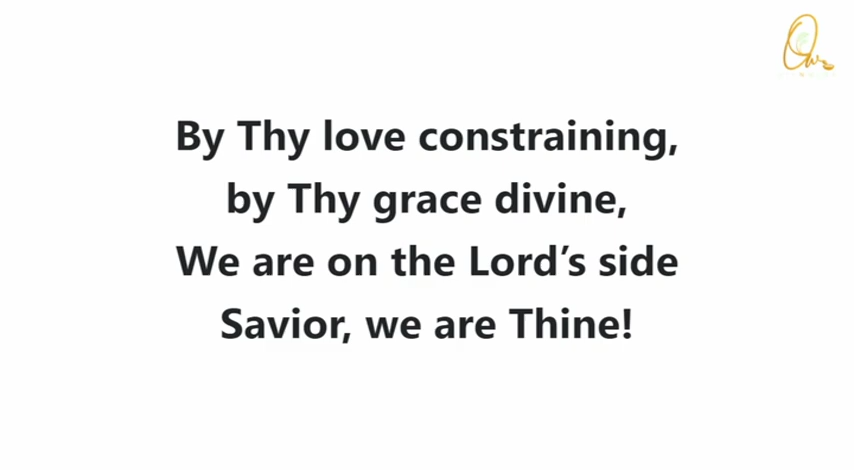 By Thy love constraining,
by Thy grace divine,
We are on the Lord’s side
Savior, we are Thine!